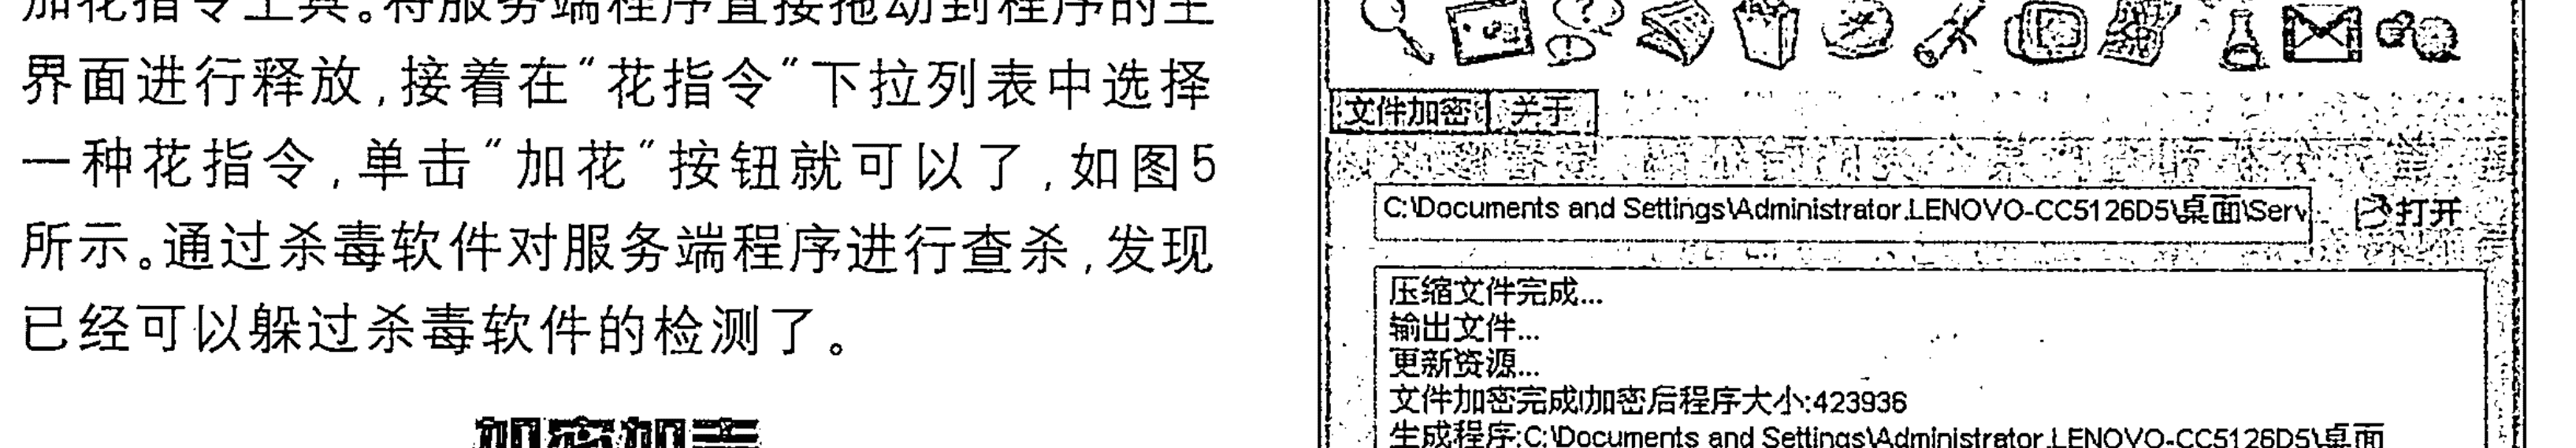 加花指令工具。将服务端程序直接拖动到程序的主
界面进行释放,接着在"花指令"下拉列表中选择
一种花指令,单击"加花"按钮就可以了,如图5
所示。通过杀毒软件对服务端程序进行查杀,发现
已经可以躲过杀毒软件的检测了。
文件加密 关于
C:\Documents and Settings\Administrator.LENOVO-CC5126D5\桌面\Serv 打开
压缩文件完成...
输出文件...
更新资源...
文件加密完成!加密后程序大小:423936
生成程序:C:\Documents and Settings\Administrator.LENOVO-CC5126D5\桌面